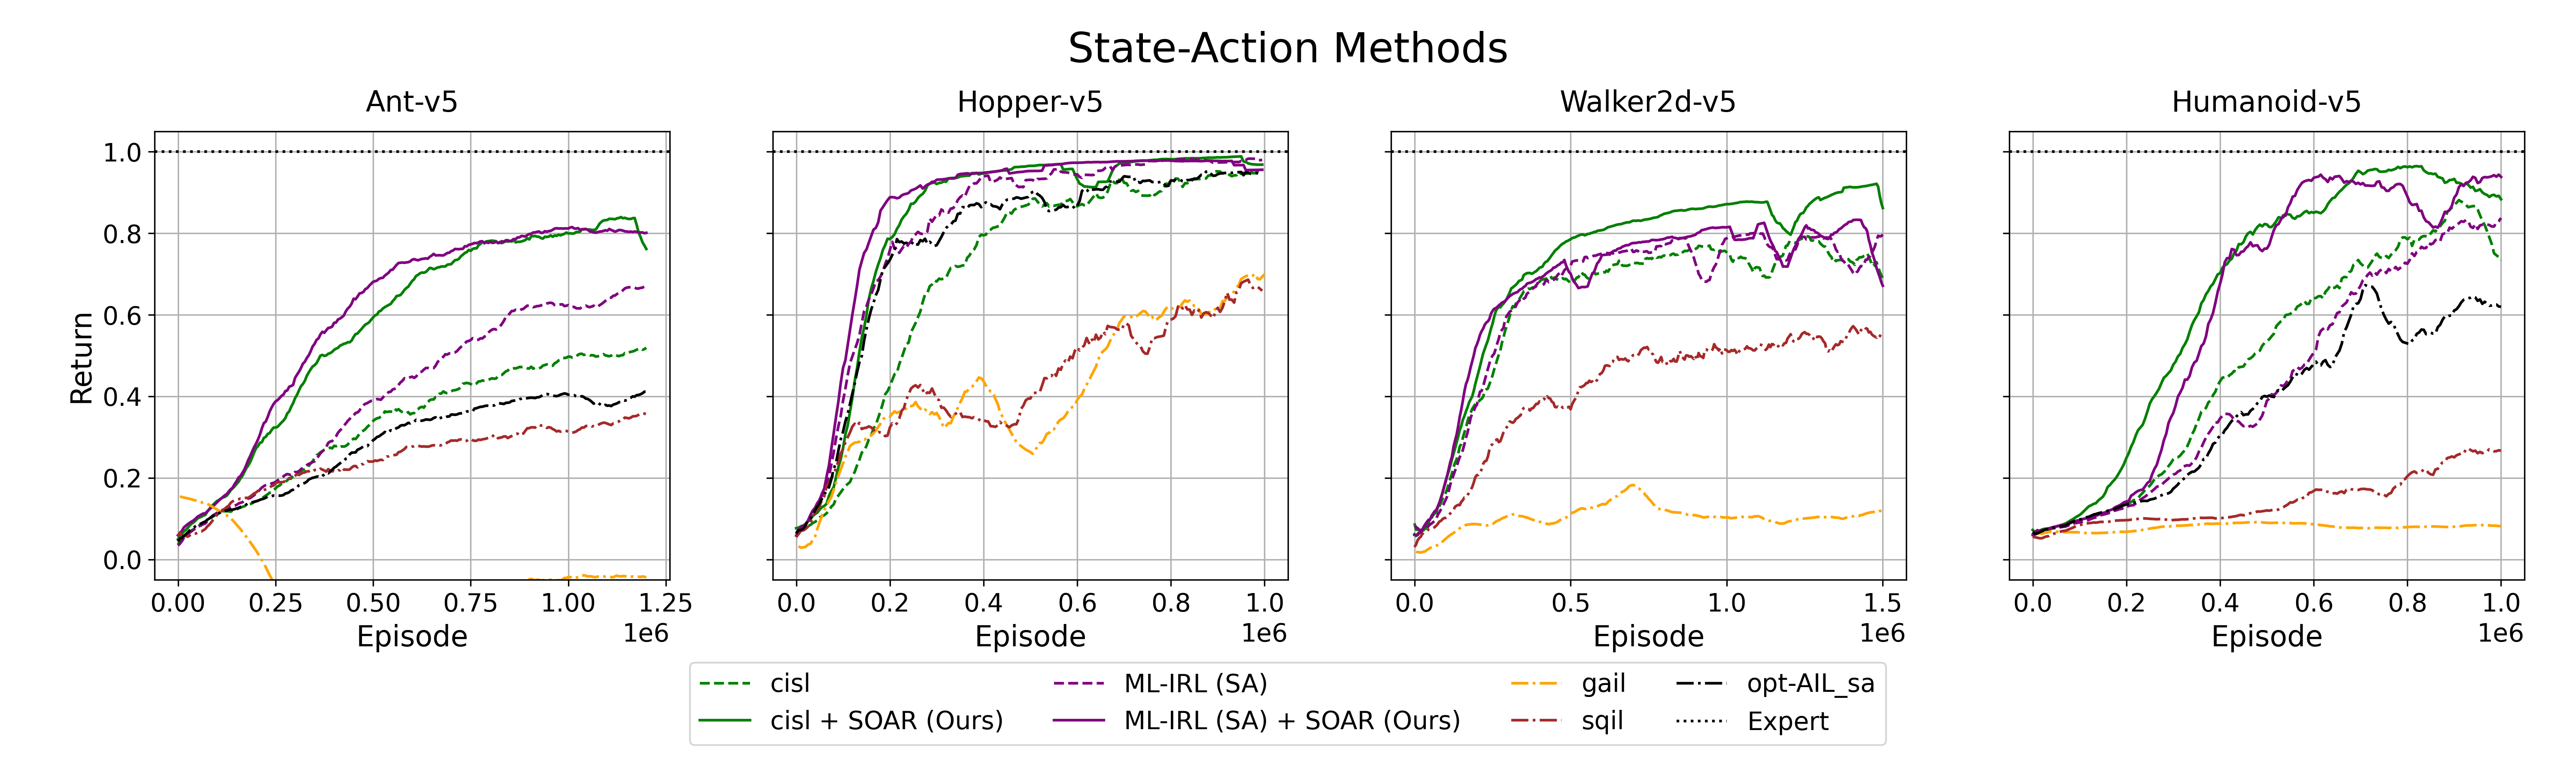 State-Action Methods
Ant-v5
Hopper-v5
Walker2d-v5
Humanoid-v5
Return
1.0
0.8
0.6
0.4
0.2
0.0
0.00 0.25 0.50 0.75 1.00 1.25
0.0 0.2 0.4 0.6 0.8 1.0
0.0 0.5 1.0 1.5
0.0 0.2 0.4 0.6 0.8 1.0
Episode 1e6
Episode 1e6
Episode 1e6
Episode 1e6
cisl
cisl + SOAR (Ours)
ML-IRL (SA)
ML-IRL (SA) + SOAR (Ours)
gail
sqil
opt-AIL_sa
Expert